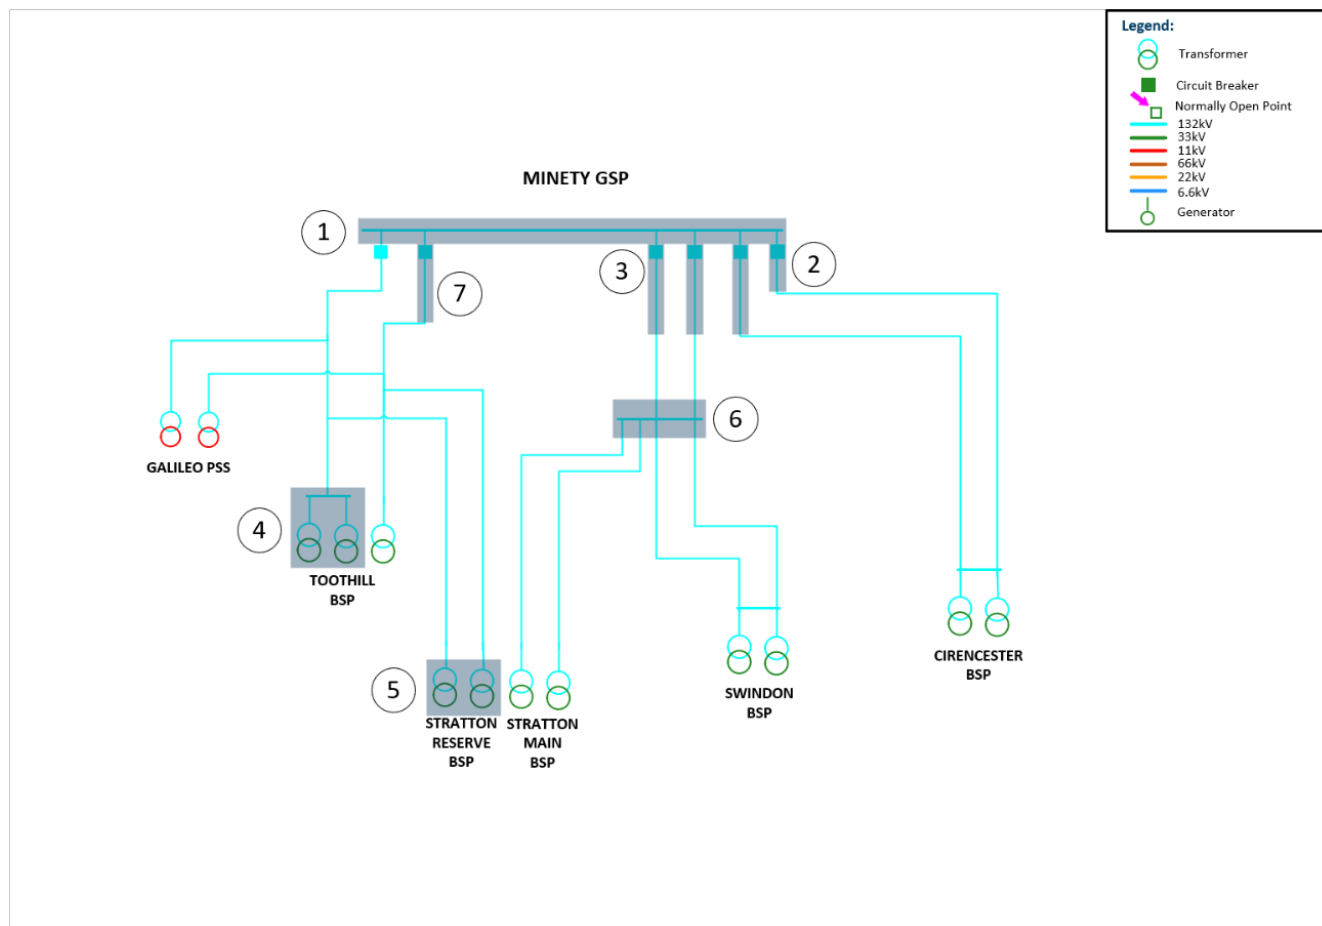 Legend:
Transformer
Circuit Breaker
Normally Open Point
132kV
33kV
11kV
66kV
22kV
6.6kV
Generator
MINETY GSP
1
2
3
7
6
GALILEO PSS
4
TOOTHILL
BSP
5
STRATTON
RESERVE
BSP
STRATTON
MAIN
BSP
SWINDON
BSP
CIRENCESTER
BSP